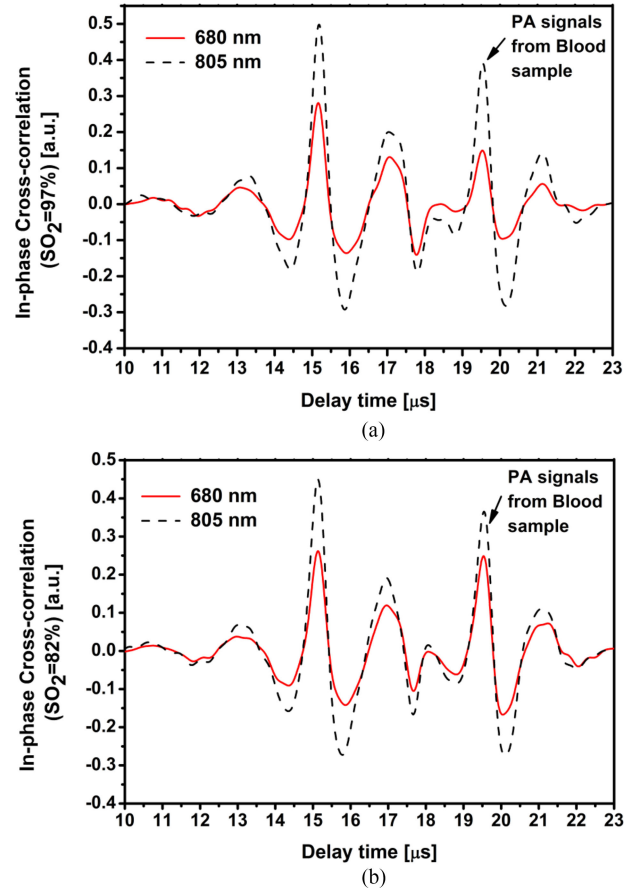 0.5
0.4
0.3
0.2
0.1
0.0
-0.1
-0.2
-0.3
-0.4
In-phase Cross-correlation
(SO₂=97%) [a.u.]
680 nm
805 nm
PA signals
from Blood
sample
10 11 12 13 14 15 16 17 18 19 20 21 22 23
Delay time [μs]
(a)
0.5
0.4
0.3
0.2
0.1
0.0
-0.1
-0.2
-0.3
-0.4
In-phase Cross-correlation
(SO₂=82%) [a.u.]
680 nm
805 nm
PA signals
from Blood
sample
10 11 12 13 14 15 16 17 18 19 20 21 22 23
Delay time [μs]
(b)